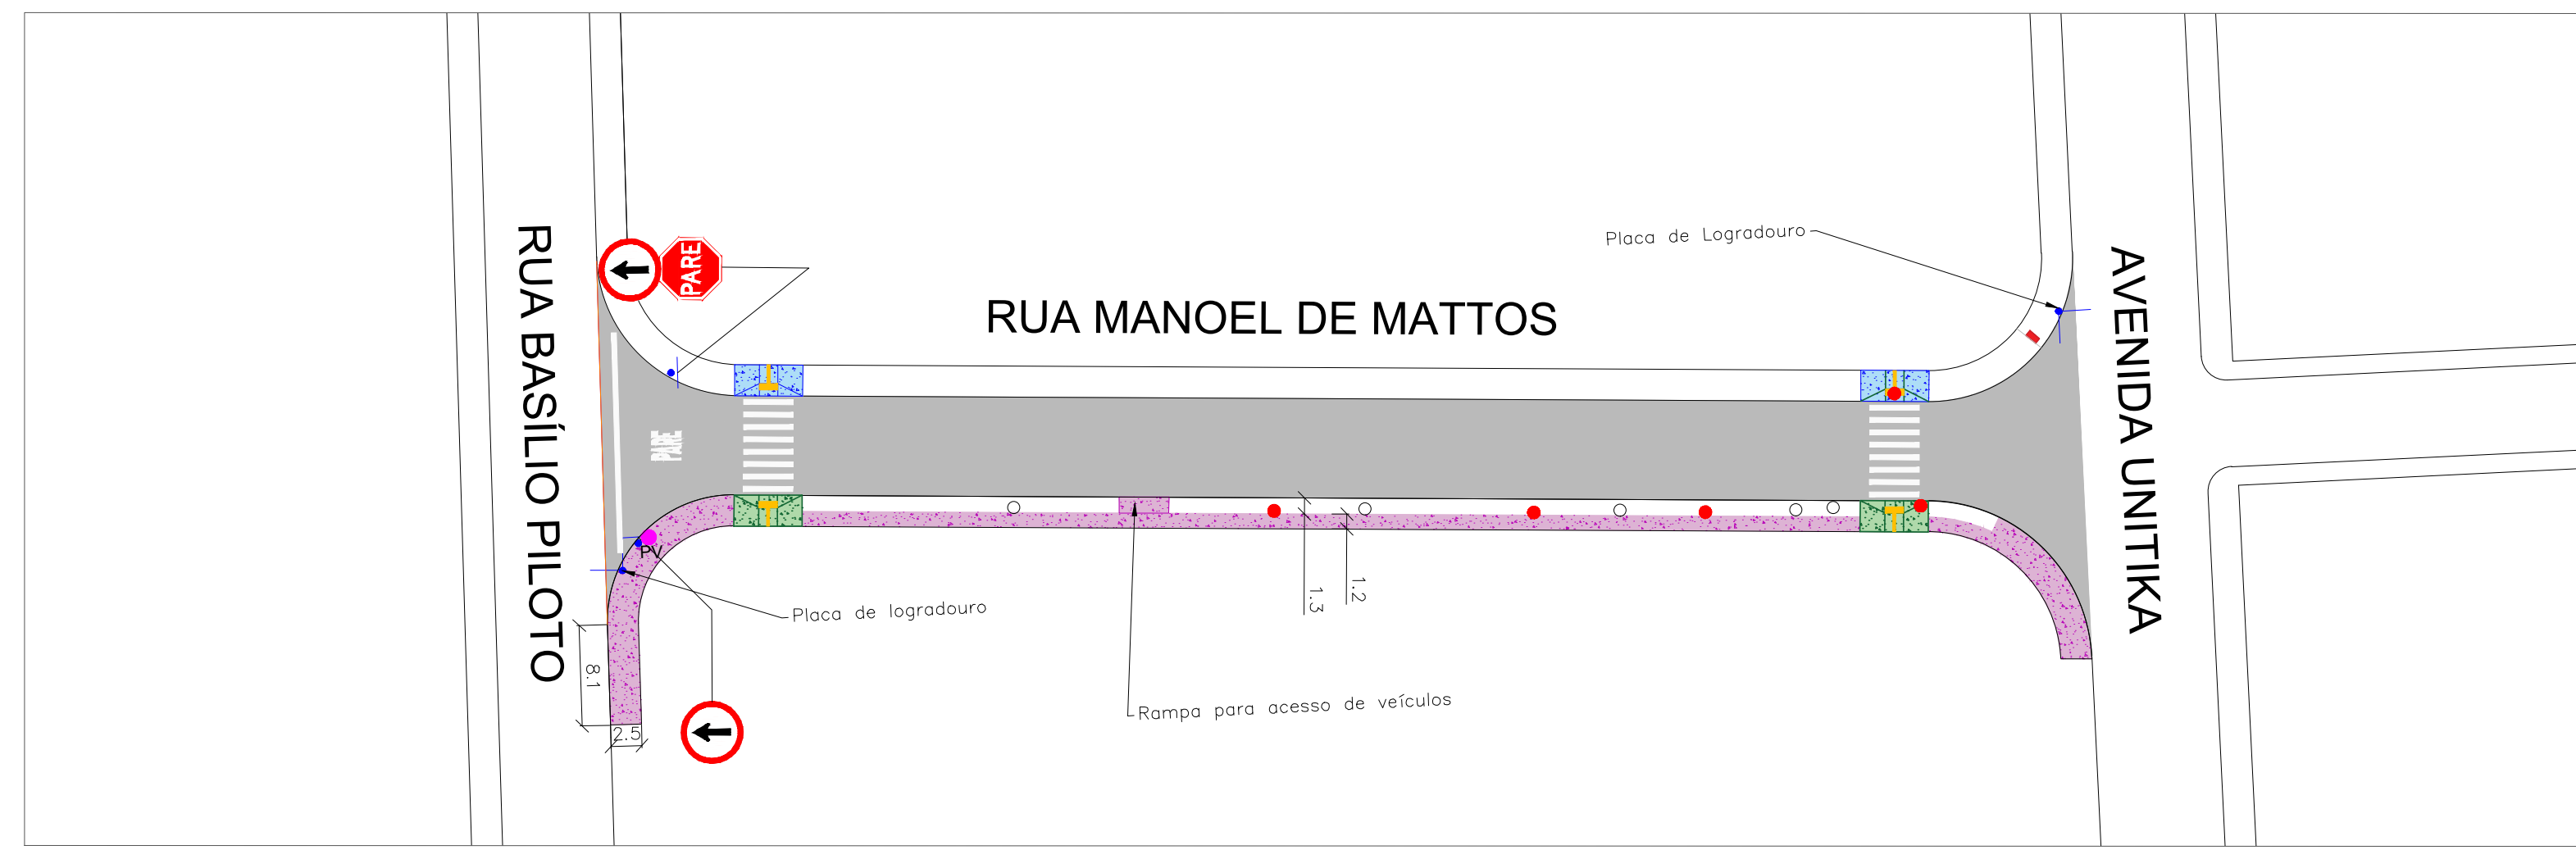 RUA BASÍLIO PILOTO
PARE
RUA MANOEL DE MATTOS
Placa de Logradouro
AVENIDA UNITIKA
PARE
PV
Placa de logradouro
1.3
1.2
8.1
2.5
Rampa para acesso de veículos